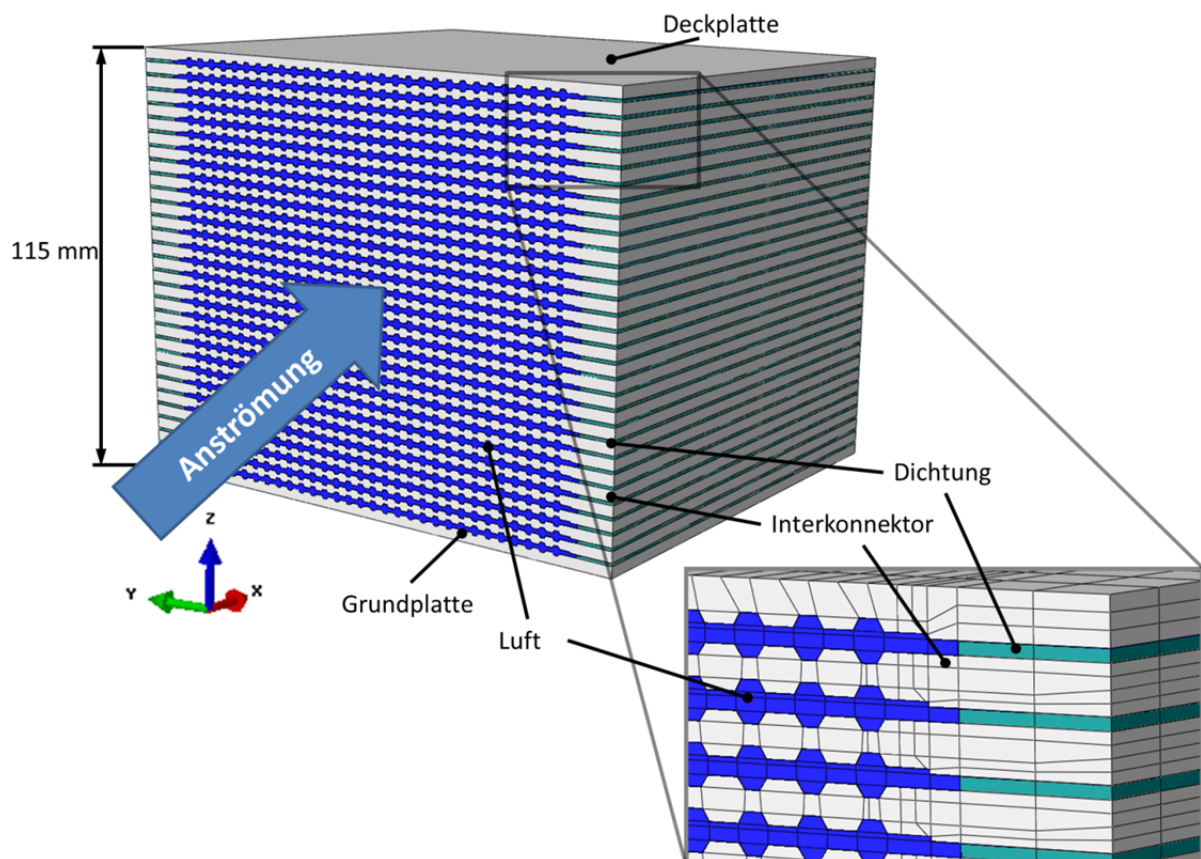 Deckplatte
115 mm
Anströmung
Dichtung
Interkonnektor
Z
Y
X
Grundplatte
Luft